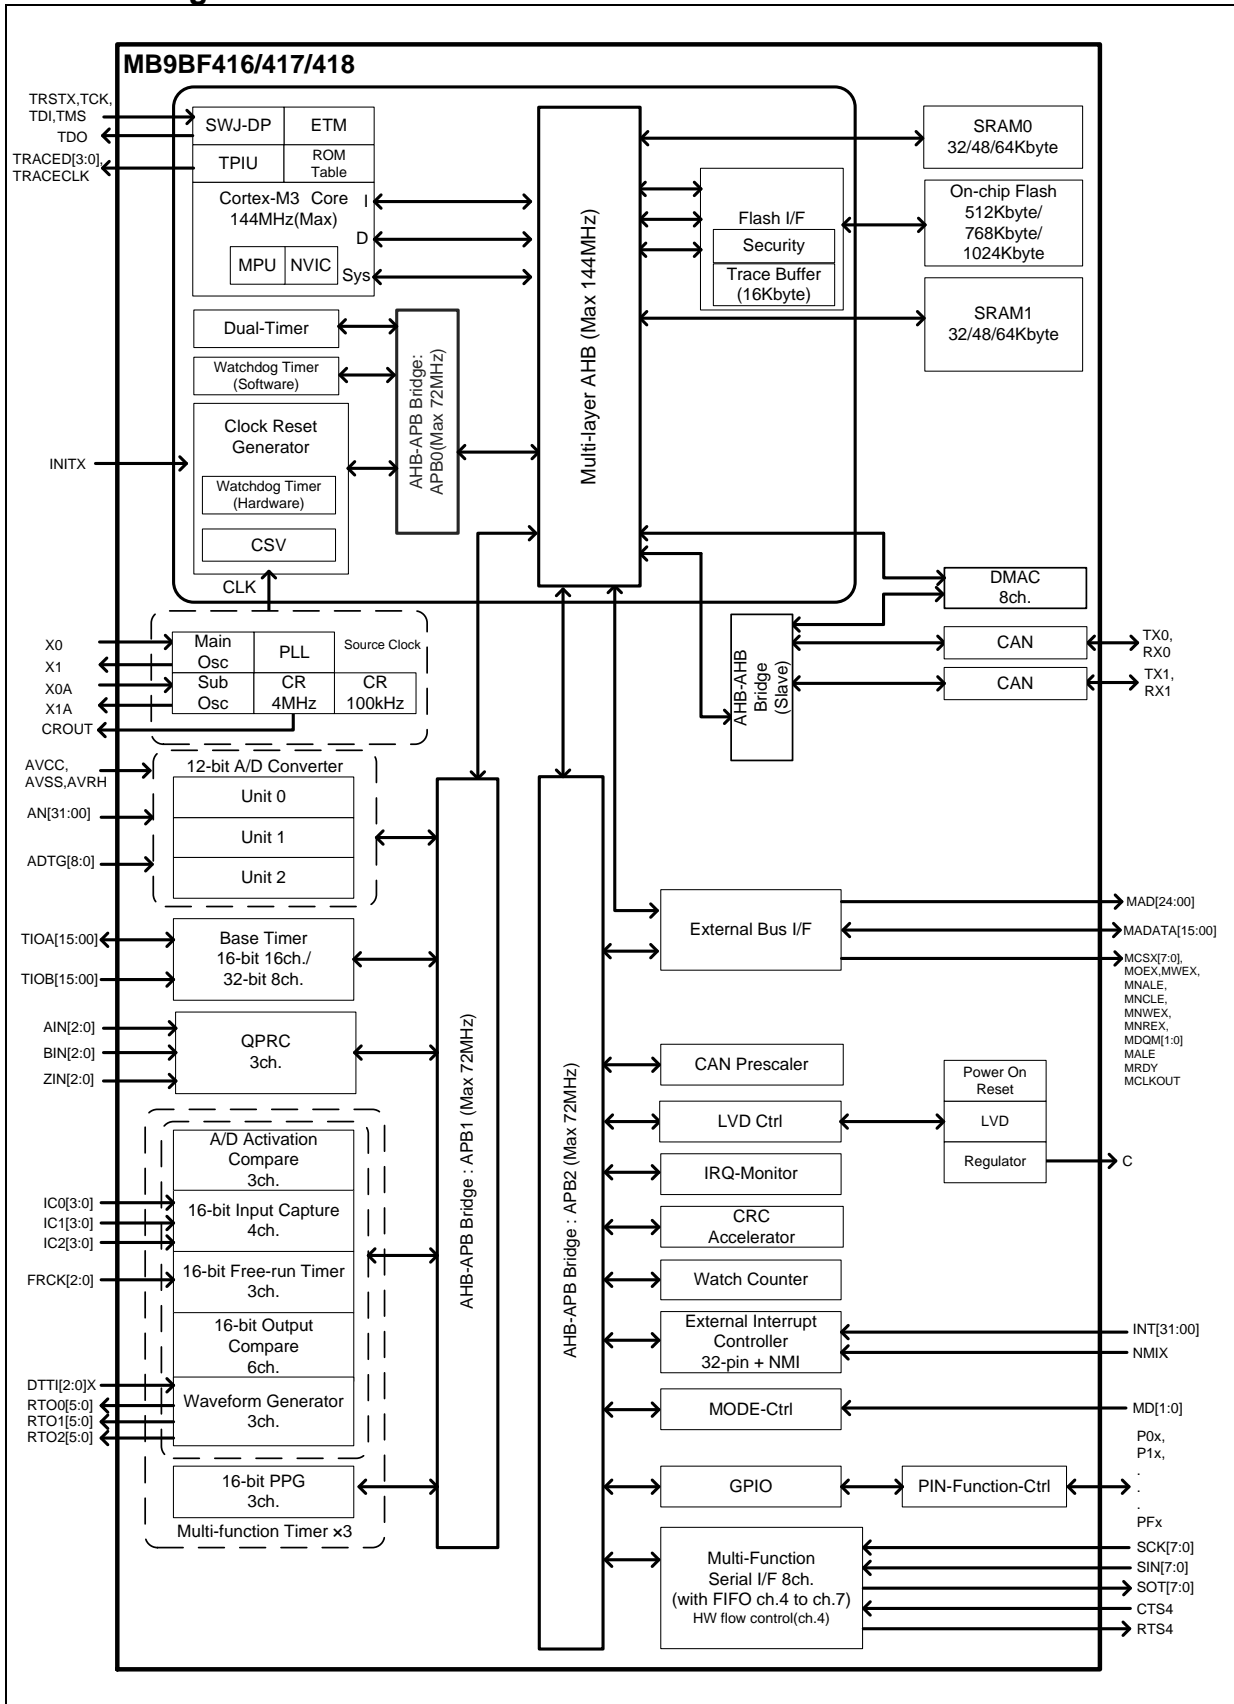 MB9BF416/417/418
TRSTX,TCK,
TDI,TMS
TDO
TRACED[3:0],
TRACECLK
SWJ-DP
ETM
TPIU
ROM
Table
Cortex-M3 Core
144MHz(Max)
I
D
Sys
MPU
NVIC
Dual-Timer
Watchdog Timer
(Software)
Clock Reset
Generator
Watchdog Timer
(Hardware)
CSV
CLK
INITX
AHB-APB Bridge:
APB0(Max 72MHz)
Multi-layer AHB (Max 144MHz)
Flash I/F
Security
Trace Buffer
(16Kbyte)
SRAM0
32/48/64Kbyte
On-chip Flash
512Kbyte/
768Kbyte/
1024Kbyte
SRAM1
32/48/64Kbyte
DMAC
8ch.
CAN
TX0,
RX0
CAN
TX1,
RX1
AHB-AHB
Bridge
(Slave)
X0
X1
X0A
X1A
CROUT
Main
Osc
PLL
Source Clock
Sub
Osc
CR
4MHz
CR
100kHz
AVCC,
AVSS,AVRH
AN[31:00]
ADTG[8:0]
12-bit A/D Converter
Unit 0
Unit 1
Unit 2
TIOA[15:00]
TIOB[15:00]
Base Timer
16-bit 16ch./
32-bit 8ch.
AIN[2:0]
BIN[2:0]
ZIN[2:0]
QPRC
3ch.
A/D Activation
Compare
3ch.
IC0[3:0]
IC1[3:0]
IC2[3:0]
16-bit Input Capture
4ch.
FRCK[2:0]
16-bit Free-run Timer
3ch.
16-bit Output
Compare
6ch.
DTTI[2:0]X
RTO0[5:0]
RTO1[5:0]
RTO2[5:0]
Waveform Generator
3ch.
16-bit PPG
3ch.
Multi-function Timer ×3
AHB-APB Bridge : APB1 (Max 72MHz)
AHB-APB Bridge : APB2 (Max 72MHz)
External Bus I/F
MAD[24:00]
MADATA[15:00]
MCSX[7:0],
MOEX,MWEX,
MNALE,
MNCLE,
MNWEX,
MNREX,
MDQM[1:0]
MALE
MRDY
MCLKOUT
CAN Prescaler
LVD Ctrl
Power On
Reset
LVD
Regulator
C
IRQ-Monitor
CRC
Accelerator
Watch Counter
External Interrupt
Controller
32-pin + NMI
INT[31:00]
NMIX
MODE-Ctrl
MD[1:0]
GPIO
PIN-Function-Ctrl
P0x,
P1x,
.
.
.
PFx
Multi-Function
Serial I/F 8ch.
(with FIFO ch.4 to ch.7)
HW flow control(ch.4)
SCK[7:0]
SIN[7:0]
SOT[7:0]
CTS4
RTS4